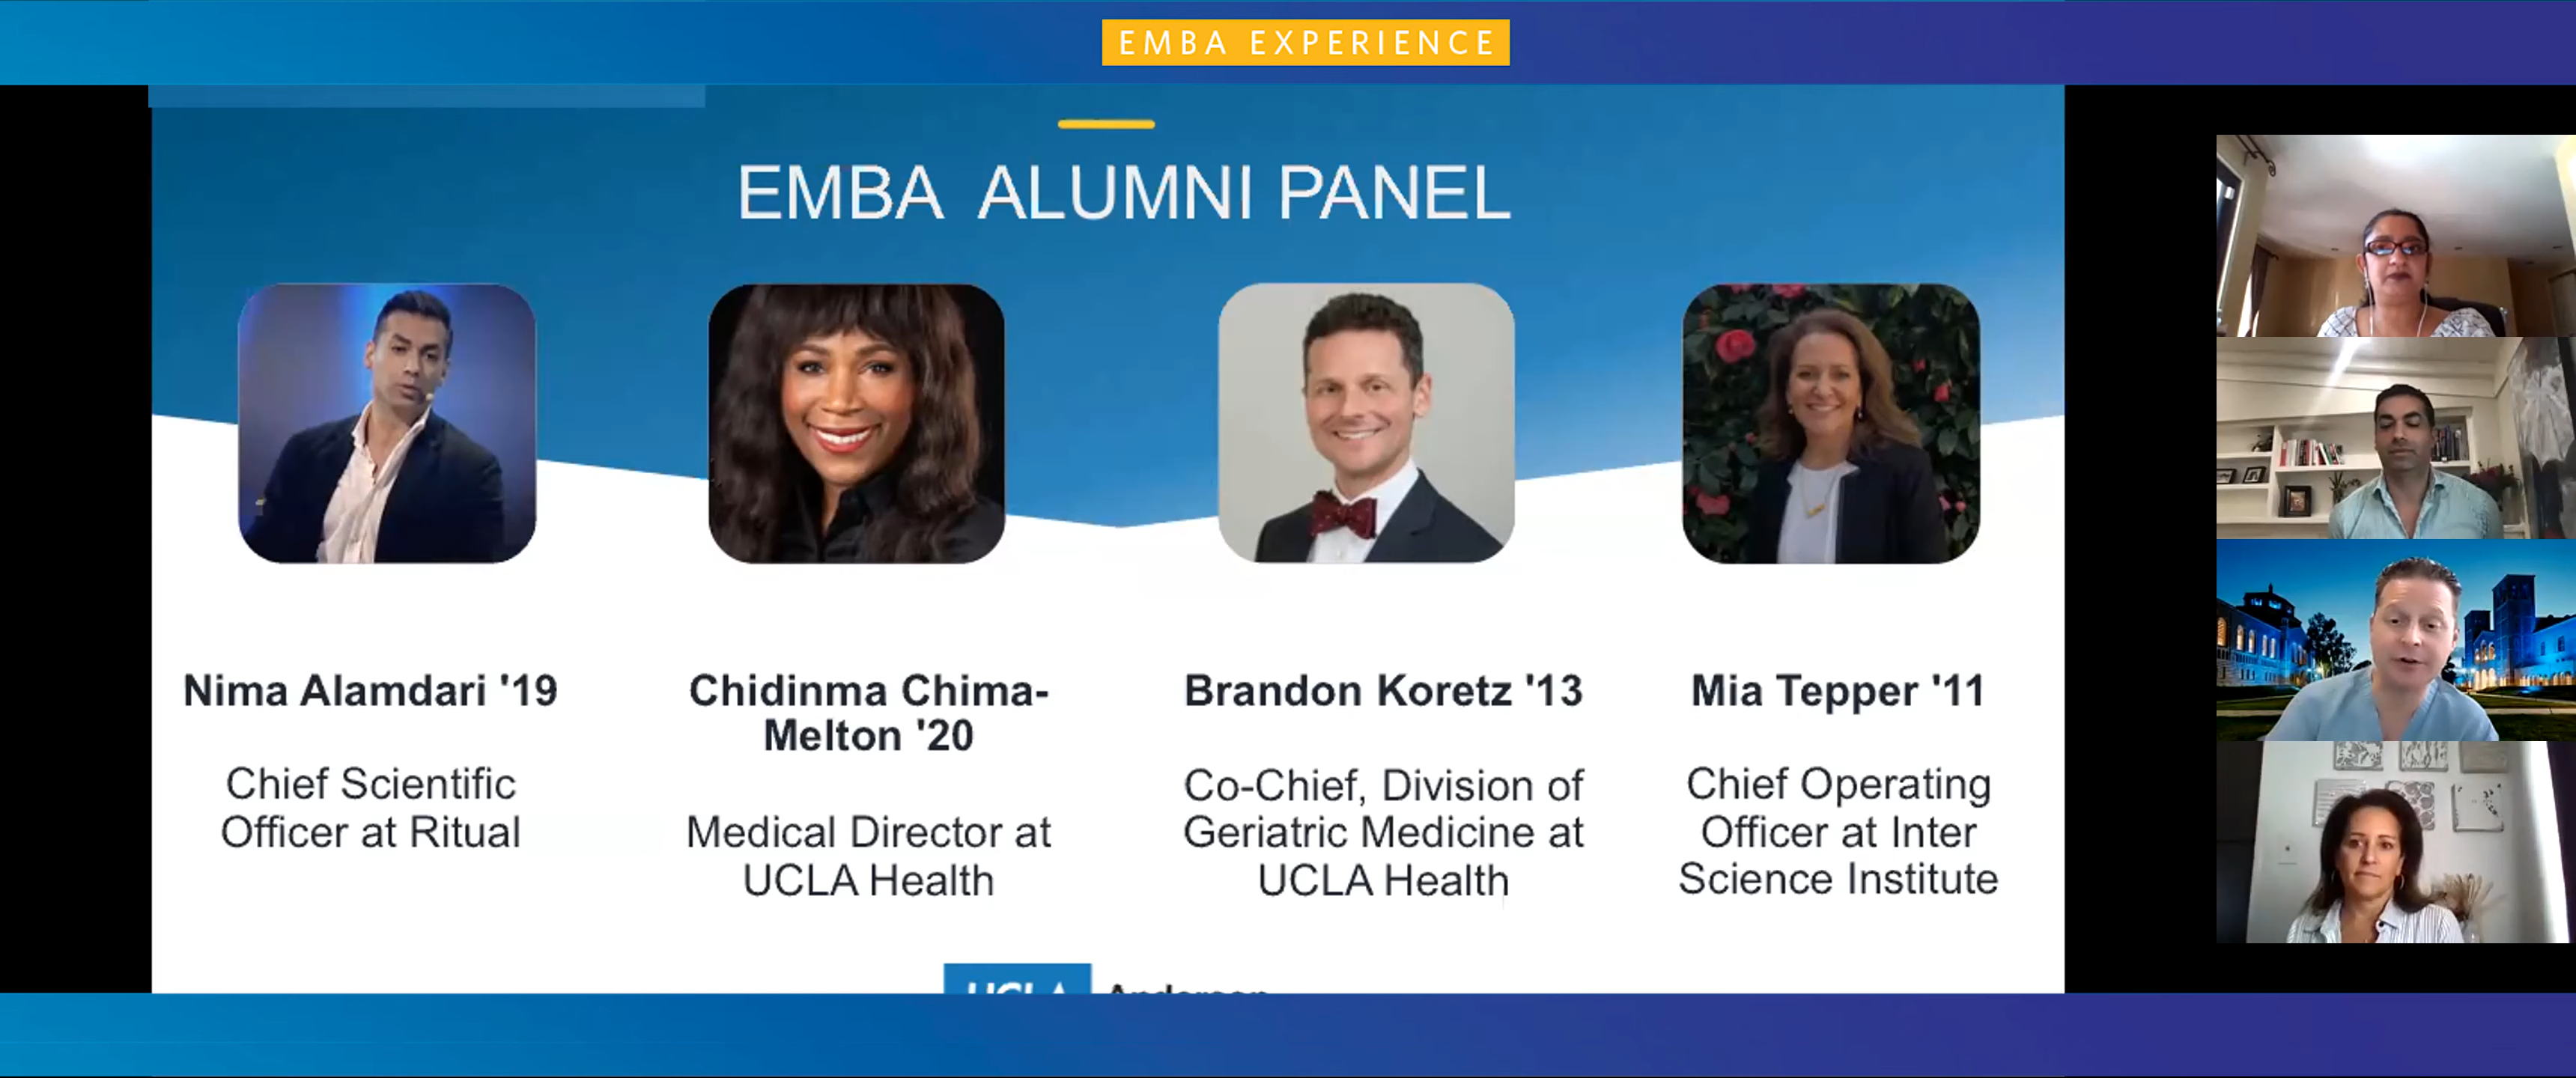 EMBA EXPERIENCE
EMBA ALUMNI PANEL
Nima Alamdari '19
Chief Scientific
Officer at Ritual
Chidinma Chima-
Melton '20
Medical Director at
UCLA Health
Brandon Koretz '13
Co-Chief, Division of
Geriatric Medicine at
UCLA Health
Mia Tepper '11
Chief Operating
Officer at Inter
Science Institute
UCLA Anderson